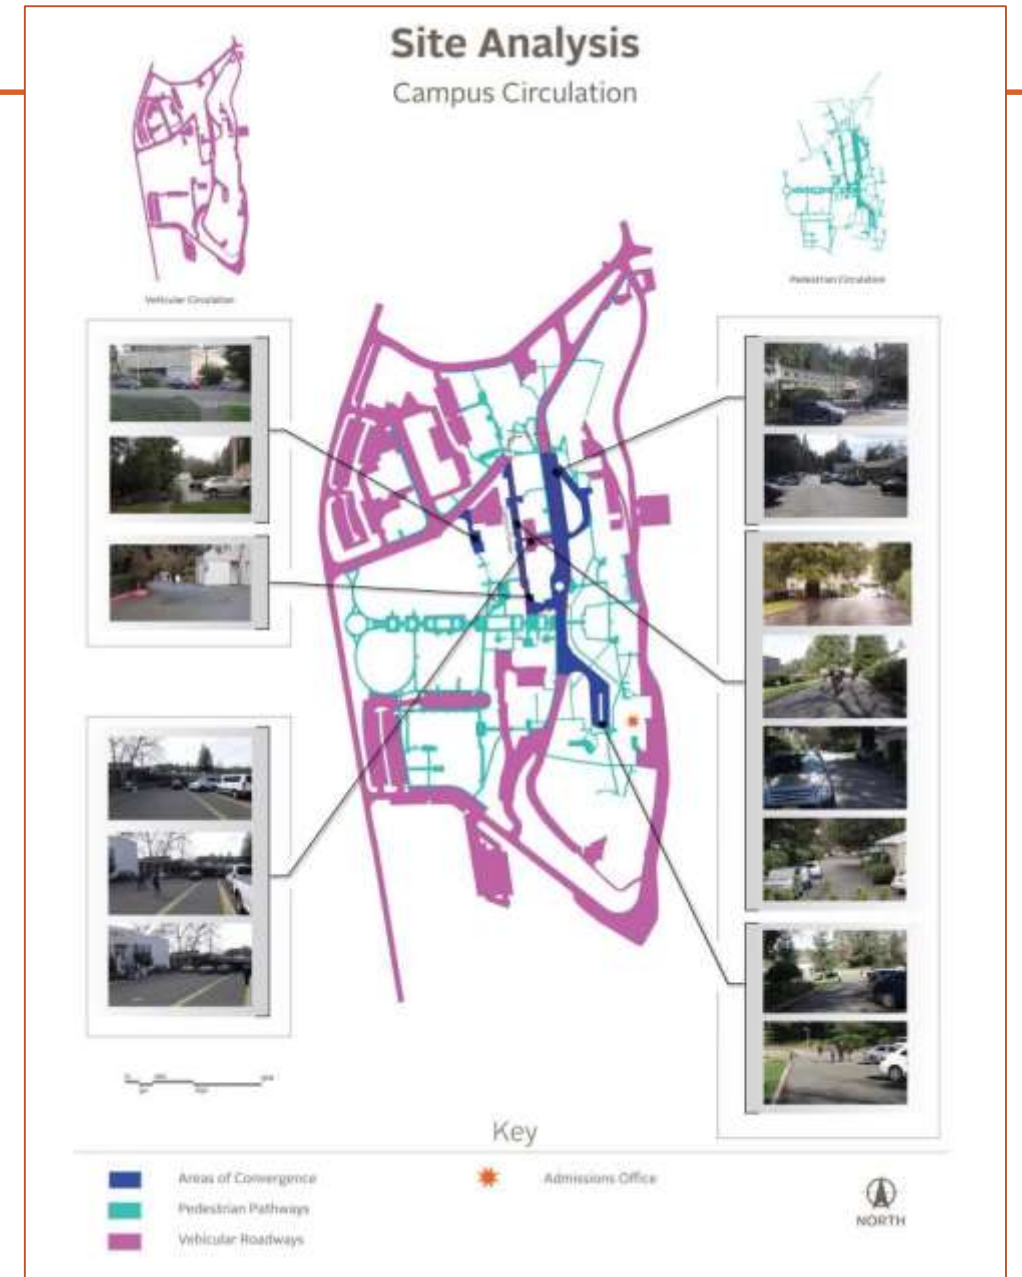 Site Analysis
Campus Circulation
Vehicular Circulation
Pedestrian Circulation
Key
Areas of Convergence
Admissions Office
Pedestrian Pathways
Vehicular Roadways
NORTH